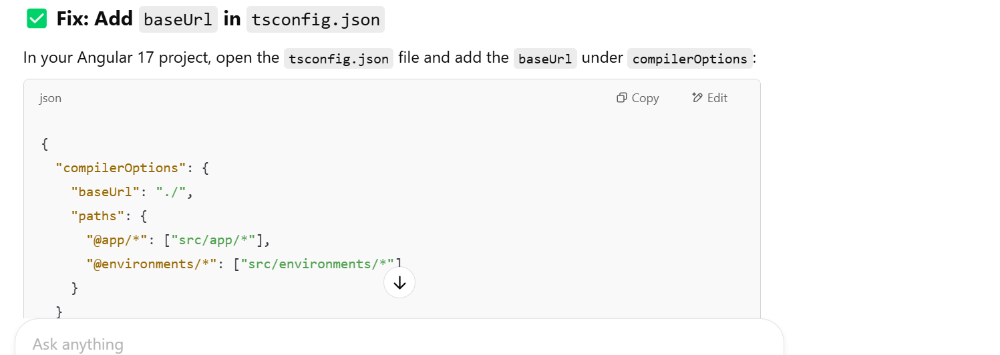 Fix: Add baseUrl in tsconfig.json
In your Angular 17 project, open the tsconfig.json file and add the baseUrl under compilerOptions:
json
Copy
Edit
{
"compilerOptions": {
"baseUrl": "./",
"paths": {
"@app/*": ["src/app/*"],
"@environments/*": ["src/environments/*"]
}
}
Ask anything